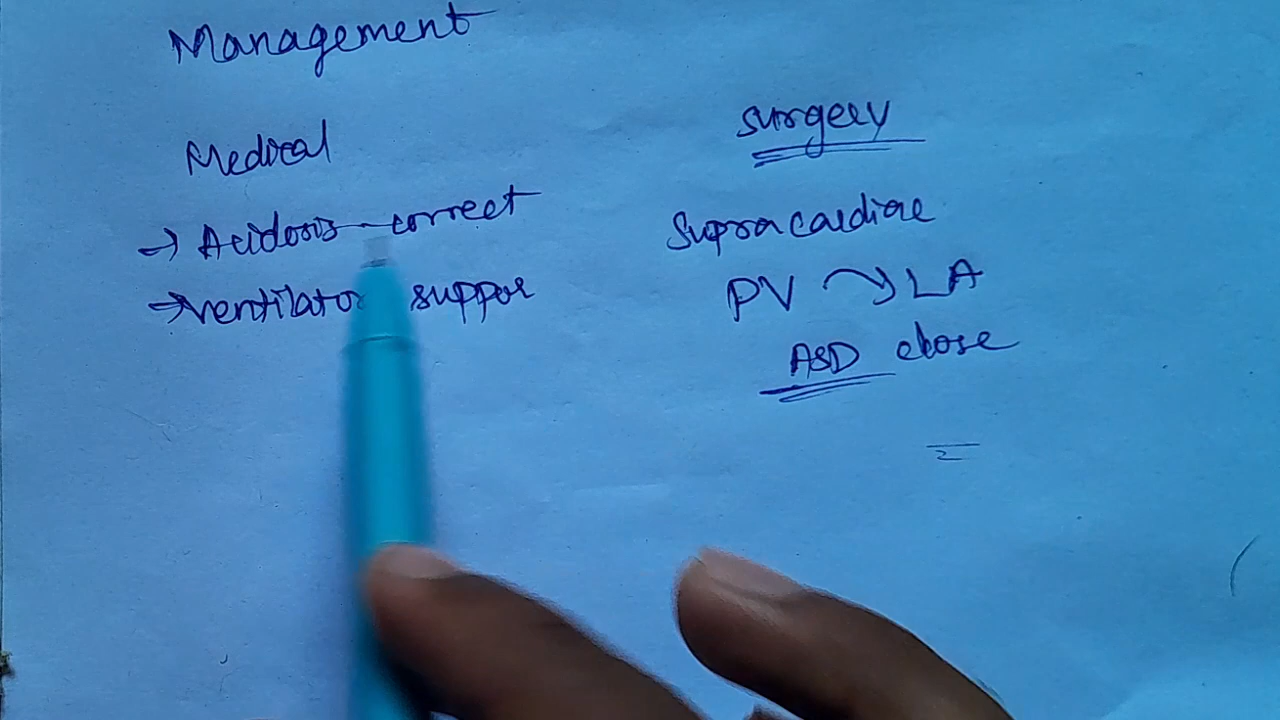 Management
Medical
→ Acidosis - correct
→ ventilator suppor
surgery
Supracardiac
PV → LA
ASD close